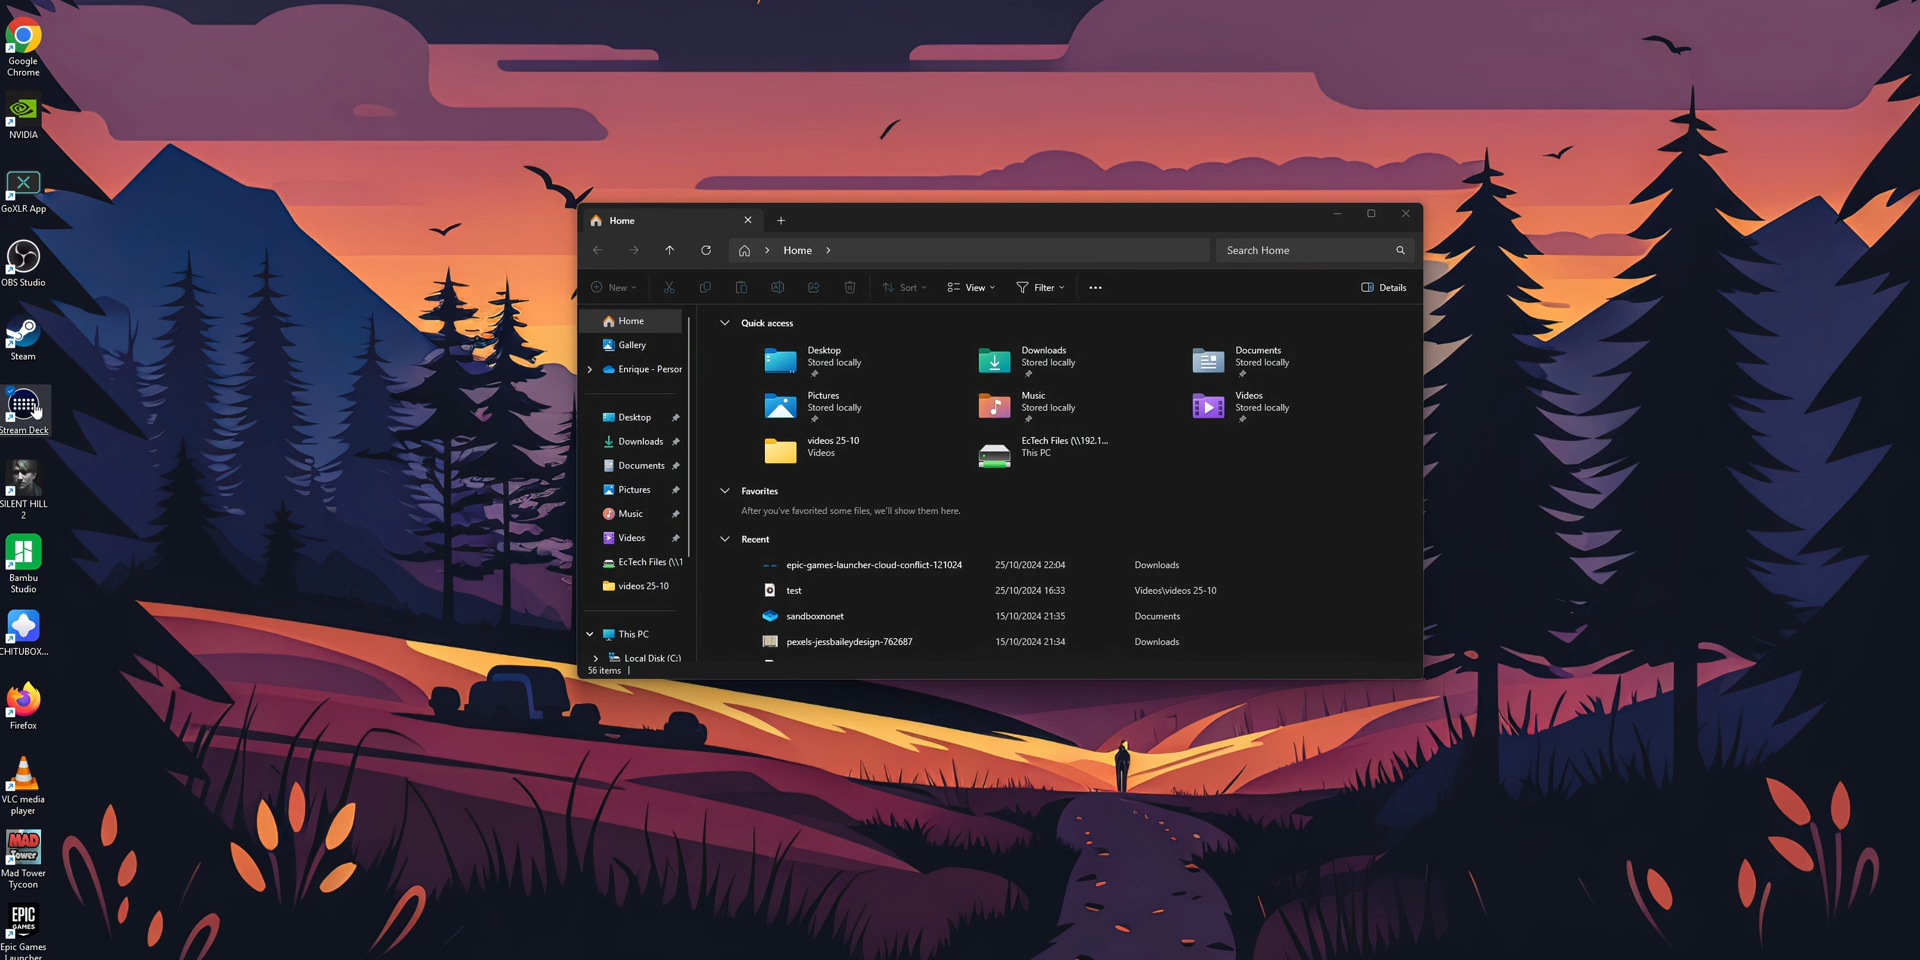 Google
Chrome
NVIDIA
GoXLR App
OBS Studio
Steam
Stream Deck
SILENT HILL
2
Bambu
Studio
CHITUBOX...
Firefox
VLC media
player
MAD
Tower
Mad Tower
Tycoon
EPIC
GAMES
Epic Games
Launcher
Home
Home
Search Home
New
Sort
View
Filter
Details
Home
Gallery
Enrique - Person
Desktop
Downloads
Documents
Pictures
Music
Videos
EcTech Files (\\1
videos 25-10
This PC
Local Disk (C:)
56 items
Quick access
Desktop
Stored locally
Downloads
Stored locally
Documents
Stored locally
Pictures
Stored locally
Music
Stored locally
Videos
Stored locally
videos 25-10
Videos
EcTech Files (\\192.1...
This PC
Favorites
After you've favorited some files, we'll show them here.
Recent
epic-games-launcher-cloud-conflict-121024 25/10/2024 22:04 Downloads
test 25/10/2024 16:33 Videos\videos 25-10
sandboxnonet 15/10/2024 21:35 Documents
pexels-jessbaileydesign-762687 15/10/2024 21:34 Downloads